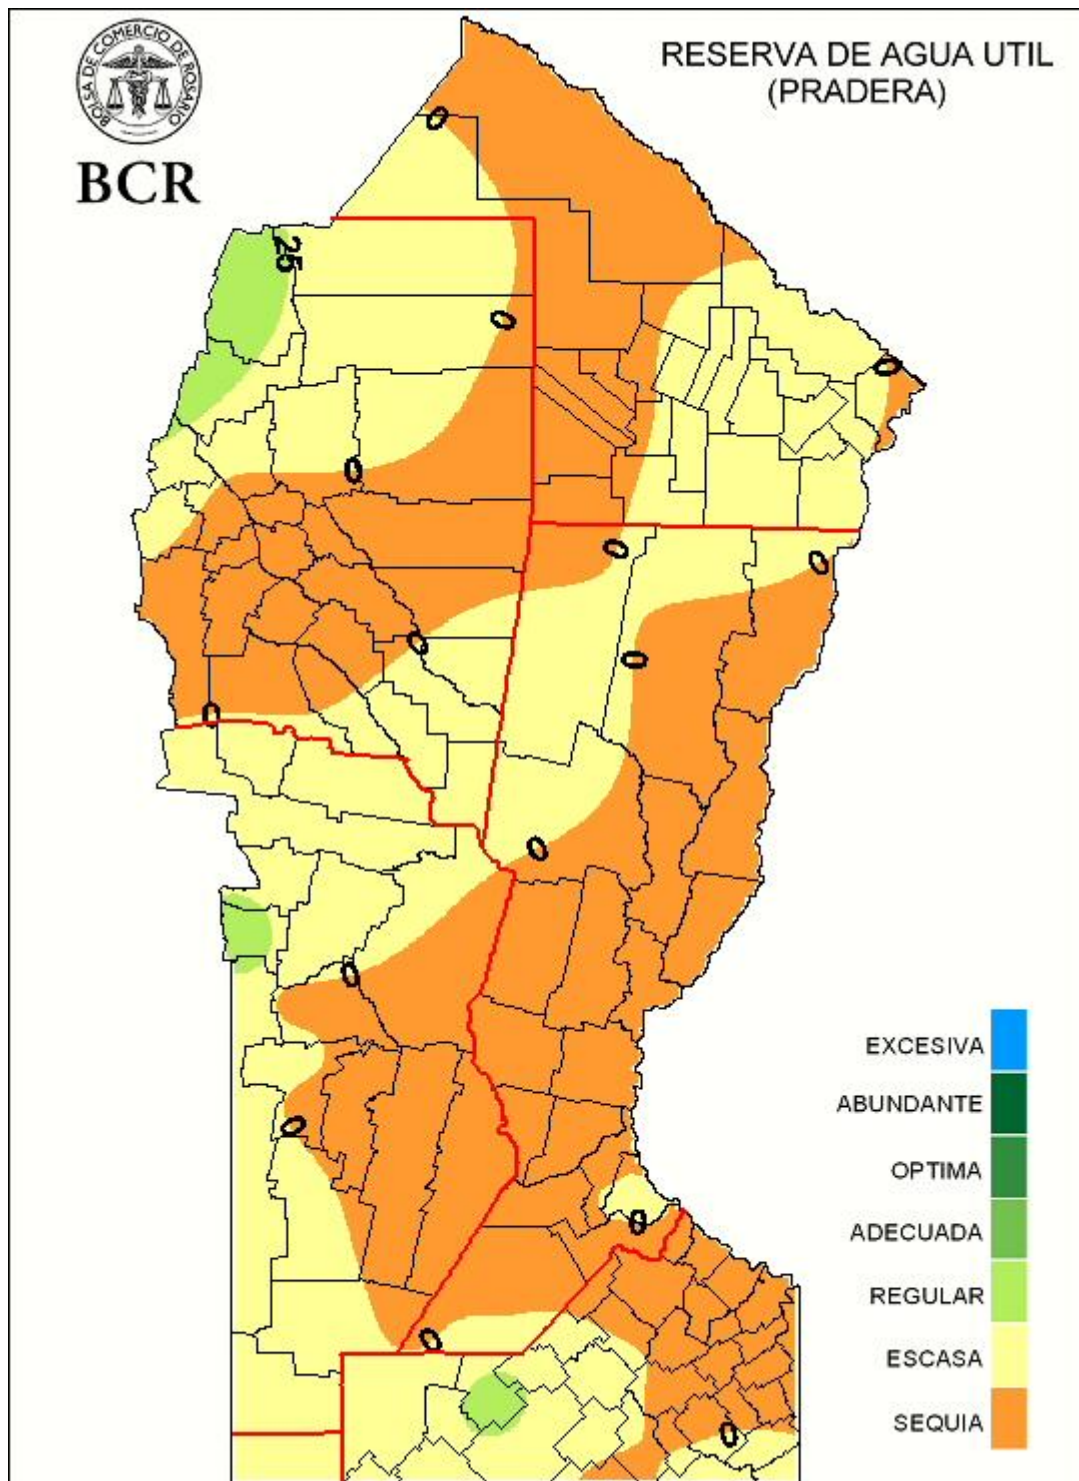 BOLSA DE COMERCIO DE ROSARIO
BCR
RESERVA DE AGUA UTIL
(PRADERA)
0
25
0
0
0
0
0
0
0
0
0
0
0
0
0
0
EXCESIVA
ABUNDANTE
OPTIMA
ADECUADA
REGULAR
ESCASA
SEQUIA